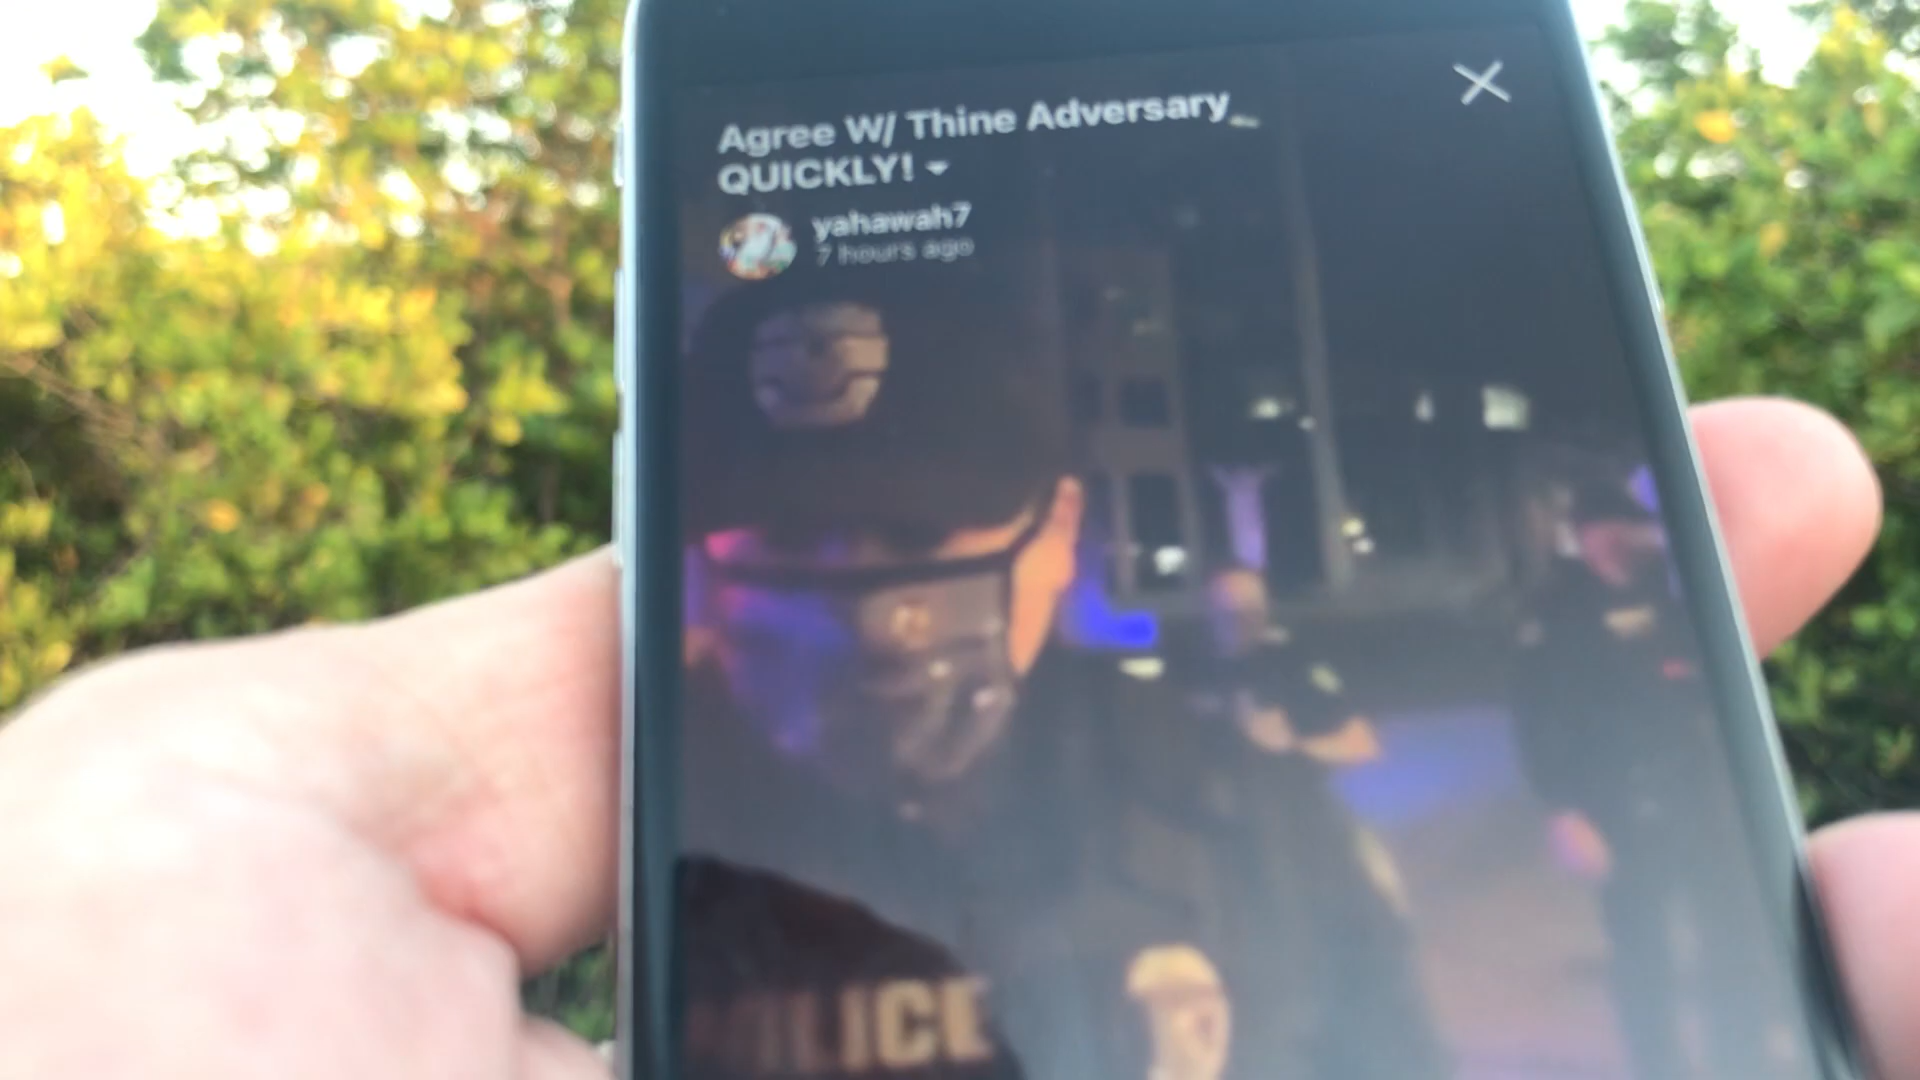 Agree W/ Thine Adversary_
QUICKLY!
yahawah7
7 hours ago
LICE